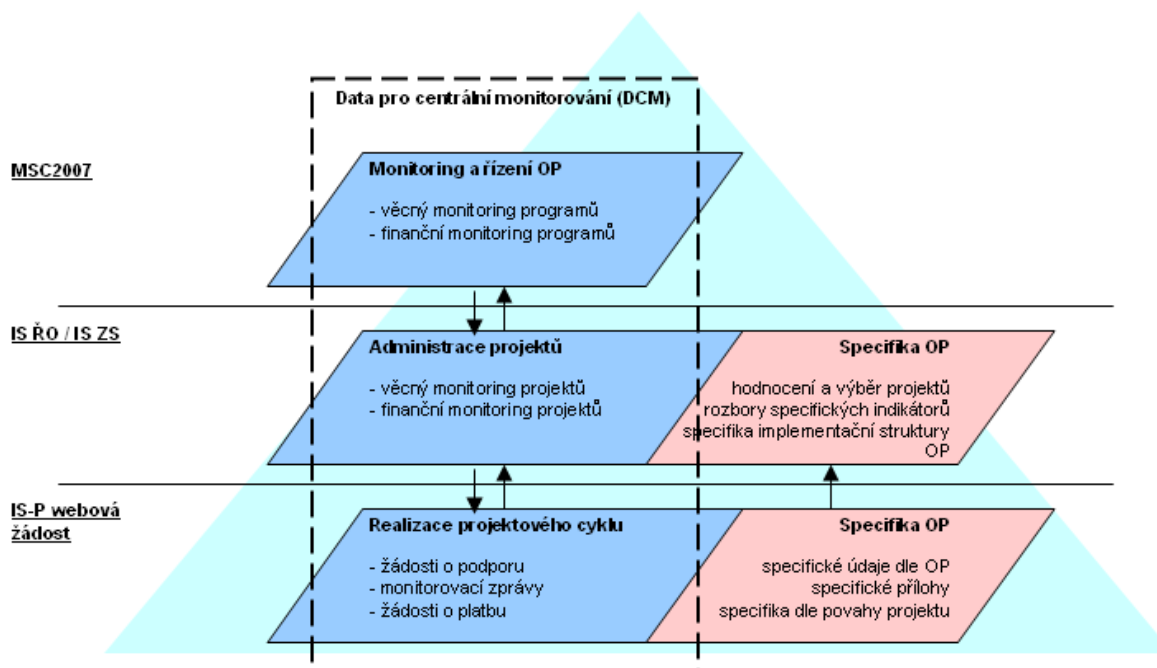 Data pro centrální monitorování (DCM)
MSC2007
Monitoring a řízení OP
- věcný monitoring programů
- finanční monitoring programů
IS ŘO / IS ZS
Administrace projektů
- věcný monitoring projektů
- finanční monitoring projektů
Specifika OP
hodnocení a výběr projektů
rozbory specifických indikátorů
specifika implementační struktury
OP
IS-P webová
žádost
Realizace projektového cyklu
- žádosti o podporu
- monitorovací zprávy
- žádosti o platbu
Specifika OP
specifické údaje dle OP
specifické přílohy
specifika dle povahy projektu